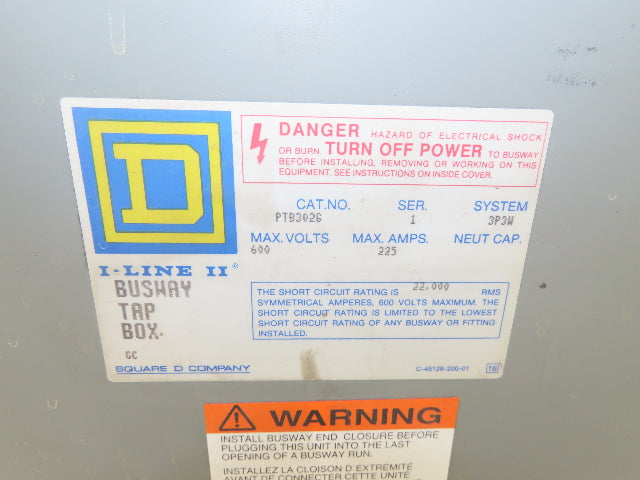 D
DANGER HAZARD OF ELECTRICAL SHOCK
OR BURN. TURN OFF POWER TO BUSWAY
BEFORE INSTALLING, REMOVING OR WORKING ON THIS
EQUIPMENT. SEE INSTRUCTIONS ON INSIDE COVER.
CAT.NO. SER. SYSTEM
PTB302G 1 3P3W
MAX. VOLTS MAX. AMPS. NEUT CAP.
600 225
I-LINE II®
BUSWAY
TAP
BOX.
GC
SQUARE D COMPANY
THE SHORT CIRCUIT RATING IS 22,000 RMS
SYMMETRICAL AMPERES, 600 VOLTS MAXIMUM. THE
SHORT CIRCUIT RATING IS LIMITED TO THE LOWEST
SHORT CIRCUIT RATING OF ANY BUSWAY OR FITTING
INSTALLED.
C-45128-200-01 16
WARNING
INSTALL BUSWAY END CLOSURE BEFORE
PLUGGING THIS UNIT INTO THE LAST
OPENING OF A BUSWAY RUN.
INSTALLEZ LA CLOISON D'EXTREMITÉ
AVANT DE CONNECTER CETTE UNITÉ